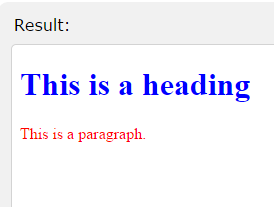 Result:
This is a heading
This is a paragraph.